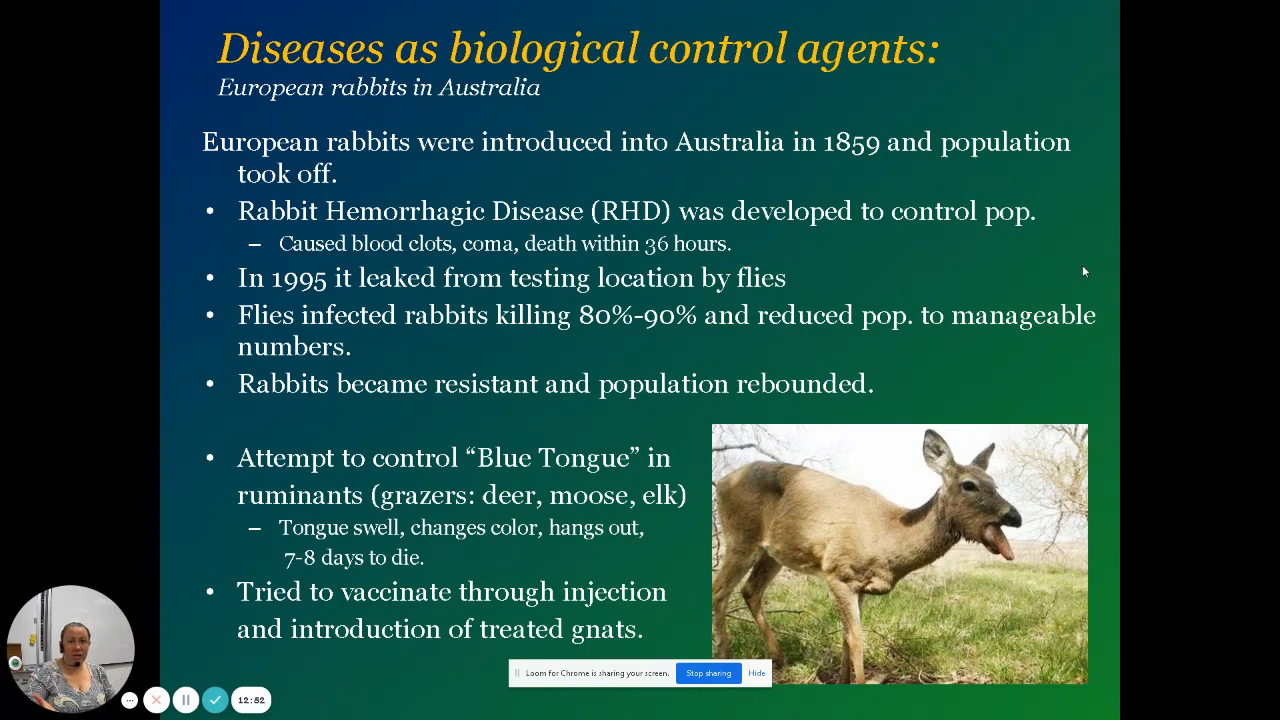 Diseases as biological control agents:
European rabbits in Australia
European rabbits were introduced into Australia in 1859 and population
took off.
• Rabbit Hemorrhagic Disease (RHD) was developed to control pop.
– Caused blood clots, coma, death within 36 hours.
• In 1995 it leaked from testing location by flies
• Flies infected rabbits killing 80%-90% and reduced pop. to manageable
numbers.
• Rabbits became resistant and population rebounded.
• Attempt to control “Blue Tongue” in
ruminants (grazers: deer, moose, elk)
– Tongue swell, changes color, hangs out,
7-8 days to die.
• Tried to vaccinate through injection
and introduction of treated gnats.
Loom for Chrome is sharing your screen. Stop sharing Hide
12:52